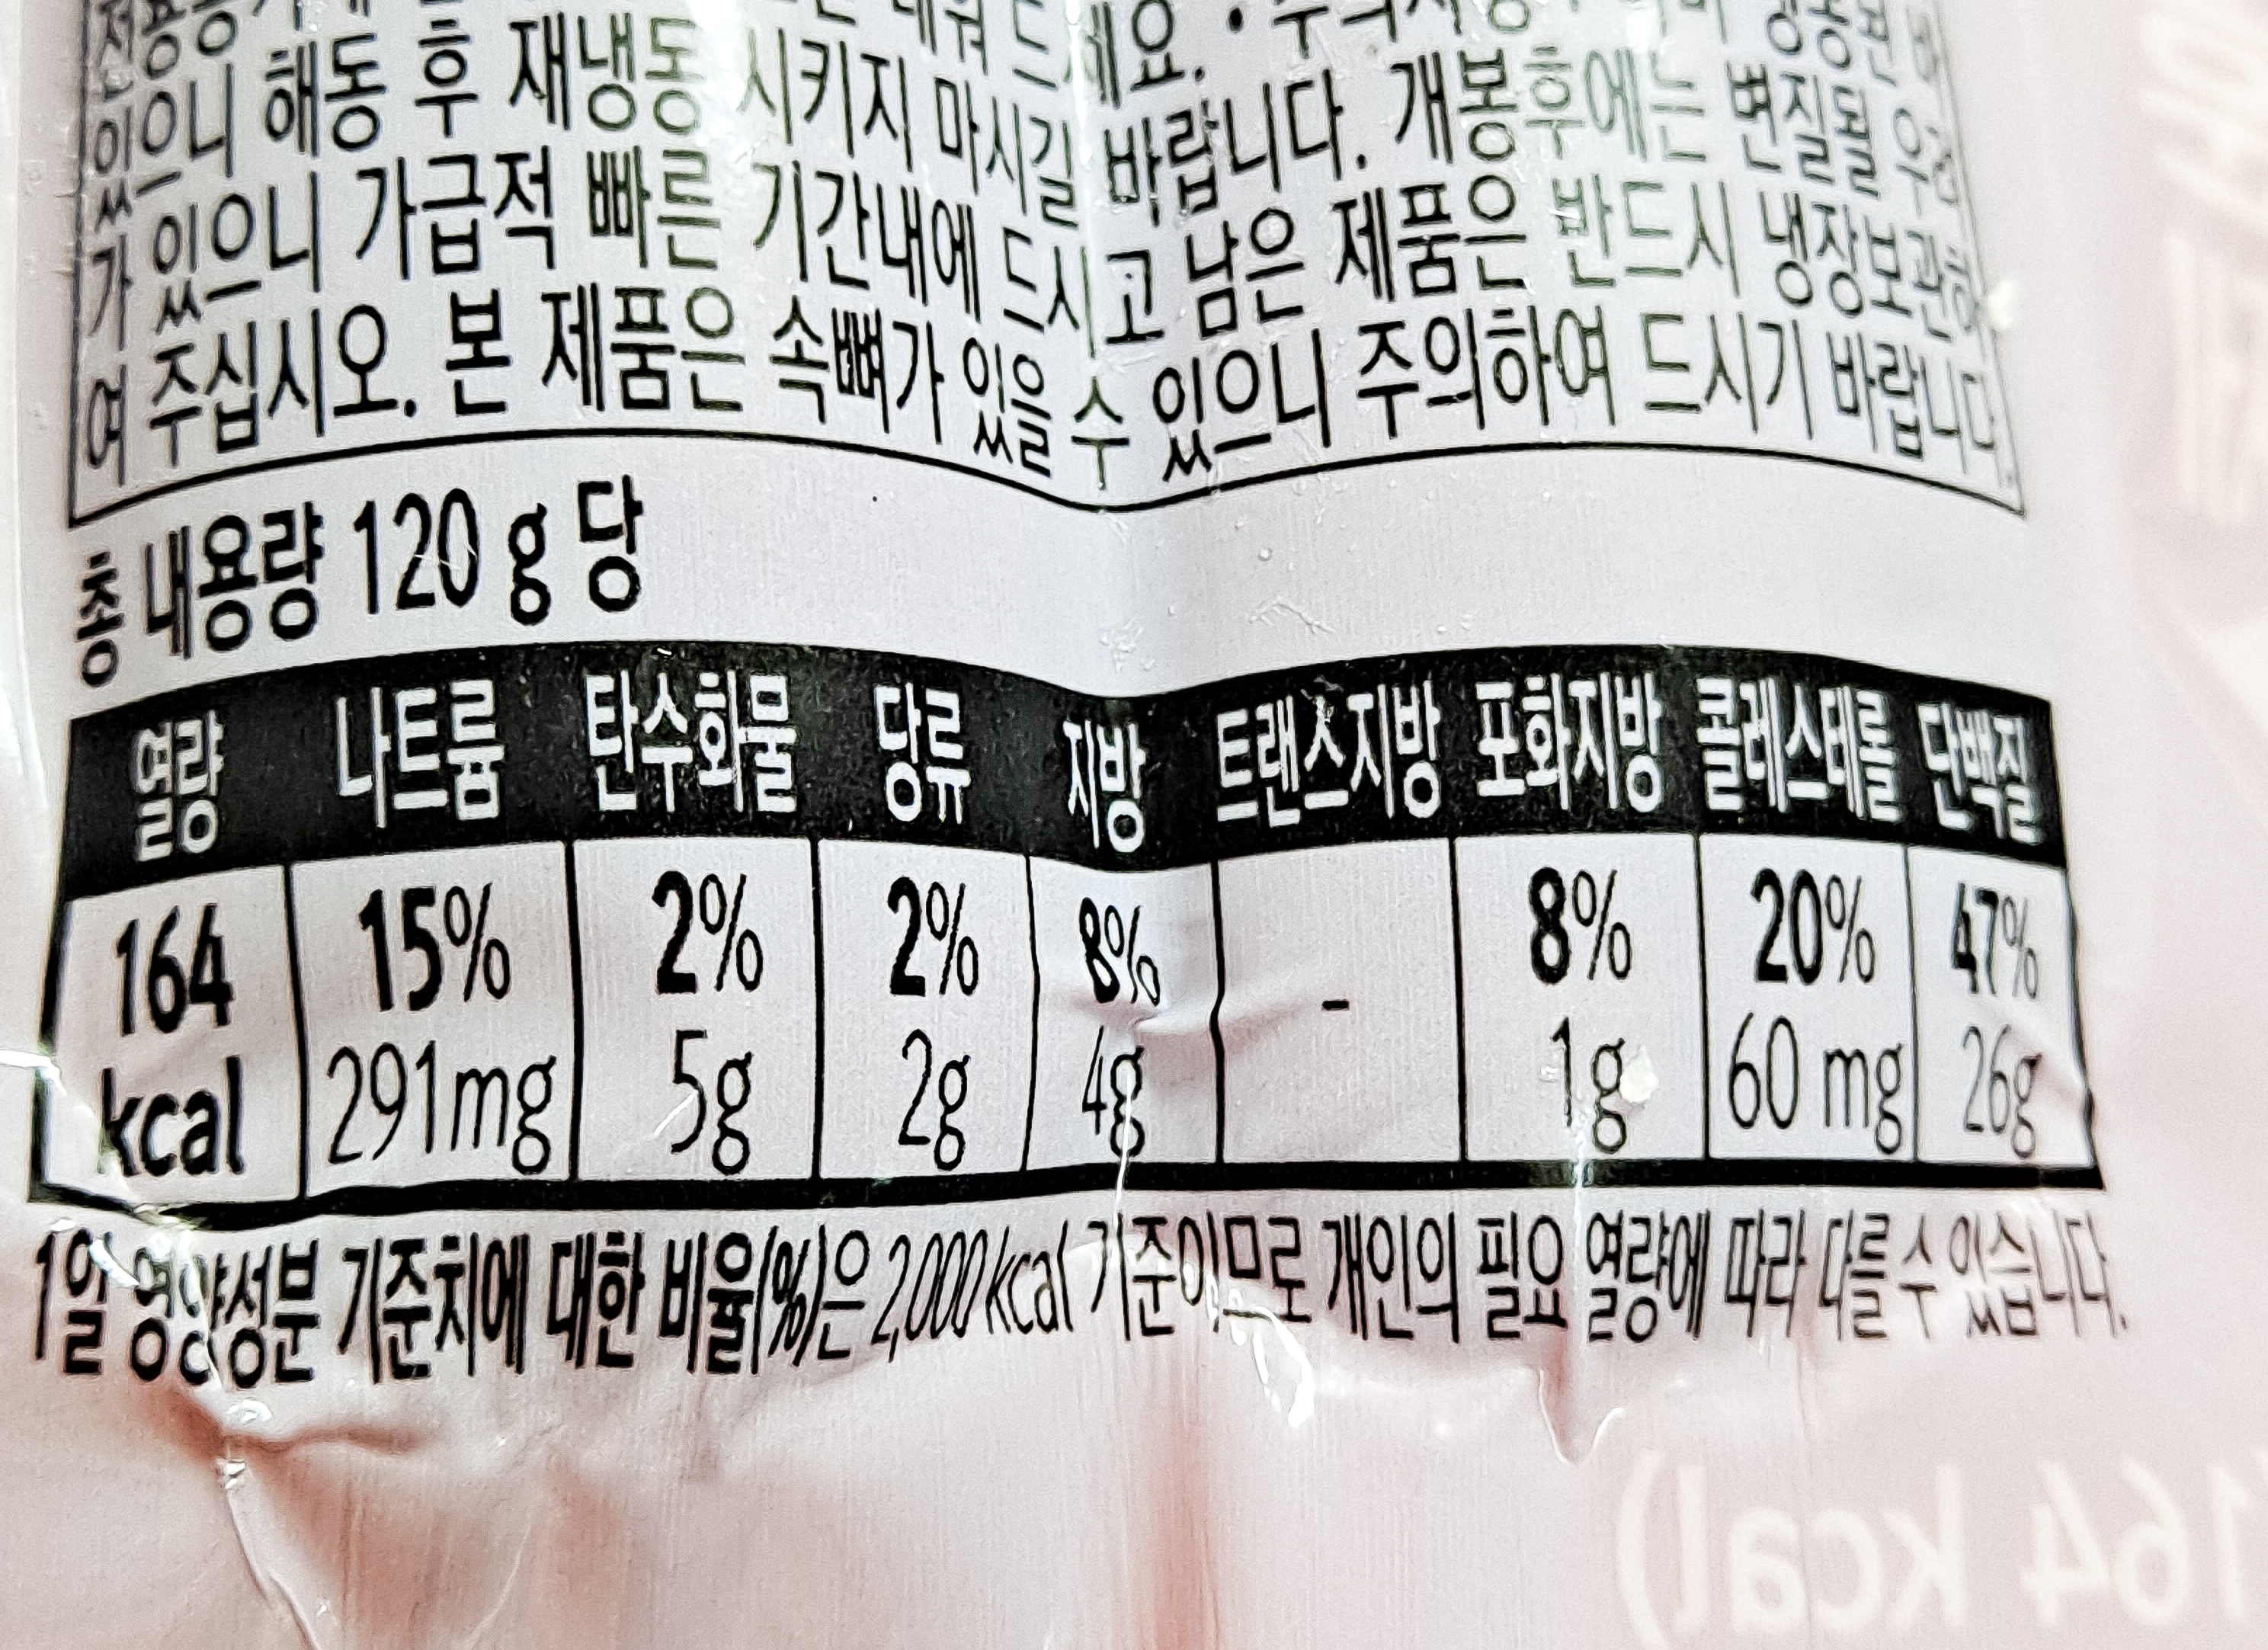 있으니 해동 후 재냉동 시키지 마시길 바랍니다. 개봉후에는 변질될 우려
가 있으니 가급적 빠른 기간내에 드시고 남은 제품은 반드시 냉장보관하
여 주십시오. 본 제품은 속뼈가 있을 수 있으니 주의하여 드시기 바랍니다.
총 내용량 120 g 당
열량 나트륨 탄수화물 당류 지방 트랜스지방 포화지방 콜레스테롤 단백질
164 15% 2% 2% 8% - 8% 20% 47%
kcal 291mg 5g 2g 4g 1g 60 mg 26g
1일 영양성분 기준치에 대한 비율(%)은 2,000kcal 기준이므로 개인의 필요 열량에 따라 다를 수 있습니다.
164 kcal)